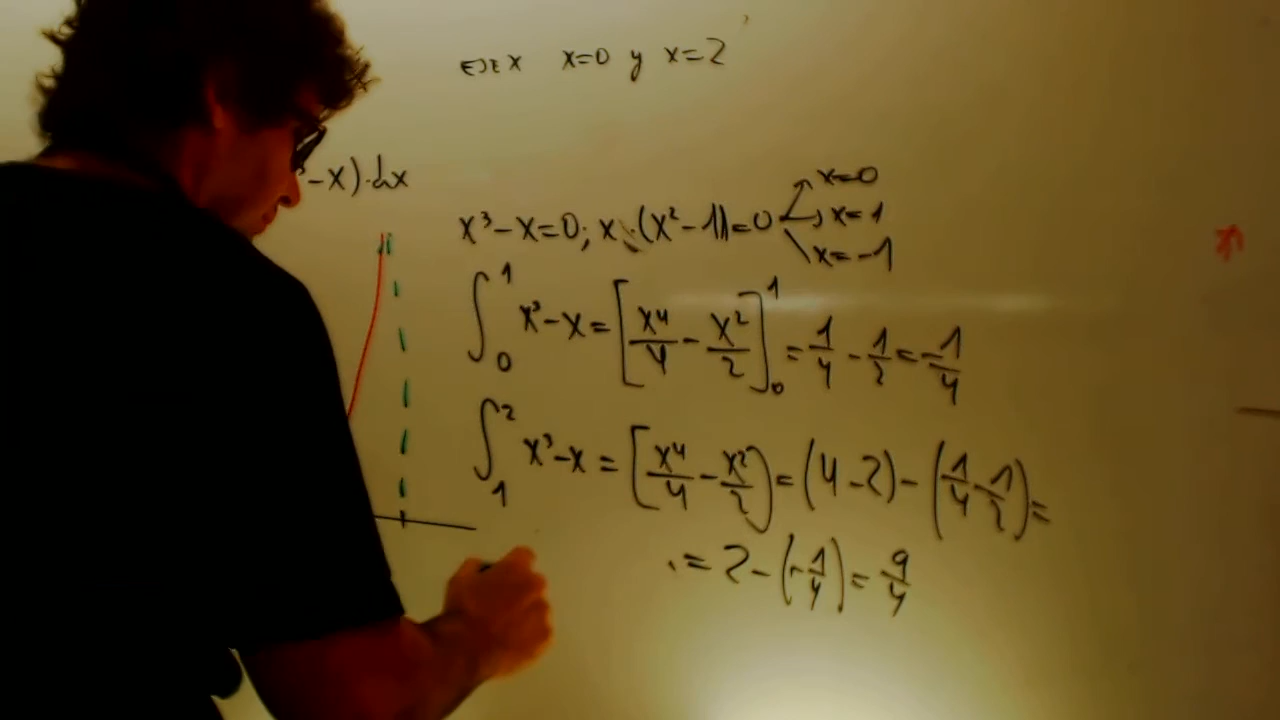 eje x x=0 y x=2
-x)·dx
x³-x=0; x·(x²-1)=0 x=0
x=1
x=-1
∫₀¹ x³-x = [x⁴/4 - x²/2]₀¹ = 1/4 - 1/2 = -1/4
∫₁² x³-x = [x⁴/4 - x²/2) = (4-2) - (1/4 - 1/2) =
= 2 - (-1/4) = 9/4